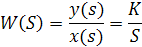 W(S) = y(s)/x(s) = K/S